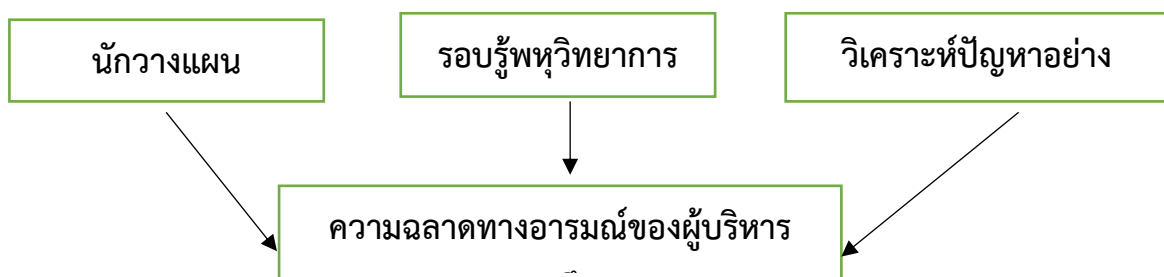 นักวางแผน
รอบรู้พหุวิทยาการ
วิเคราะห์ปัญหาอย่าง
ความฉลาดทางอารมณ์ของผู้บริหาร